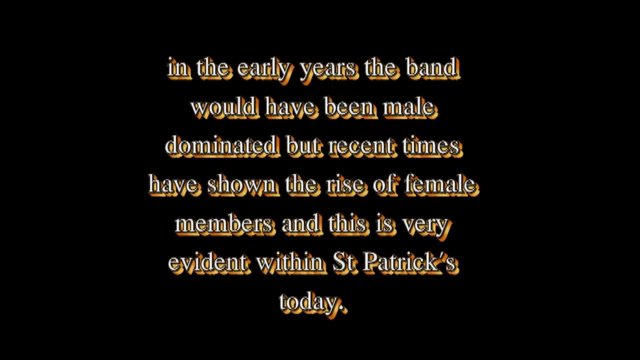 in the early years the band
would have been male
dominated but recent times
have shown the rise of female
members and this is very
evident within St Patrick's
today.